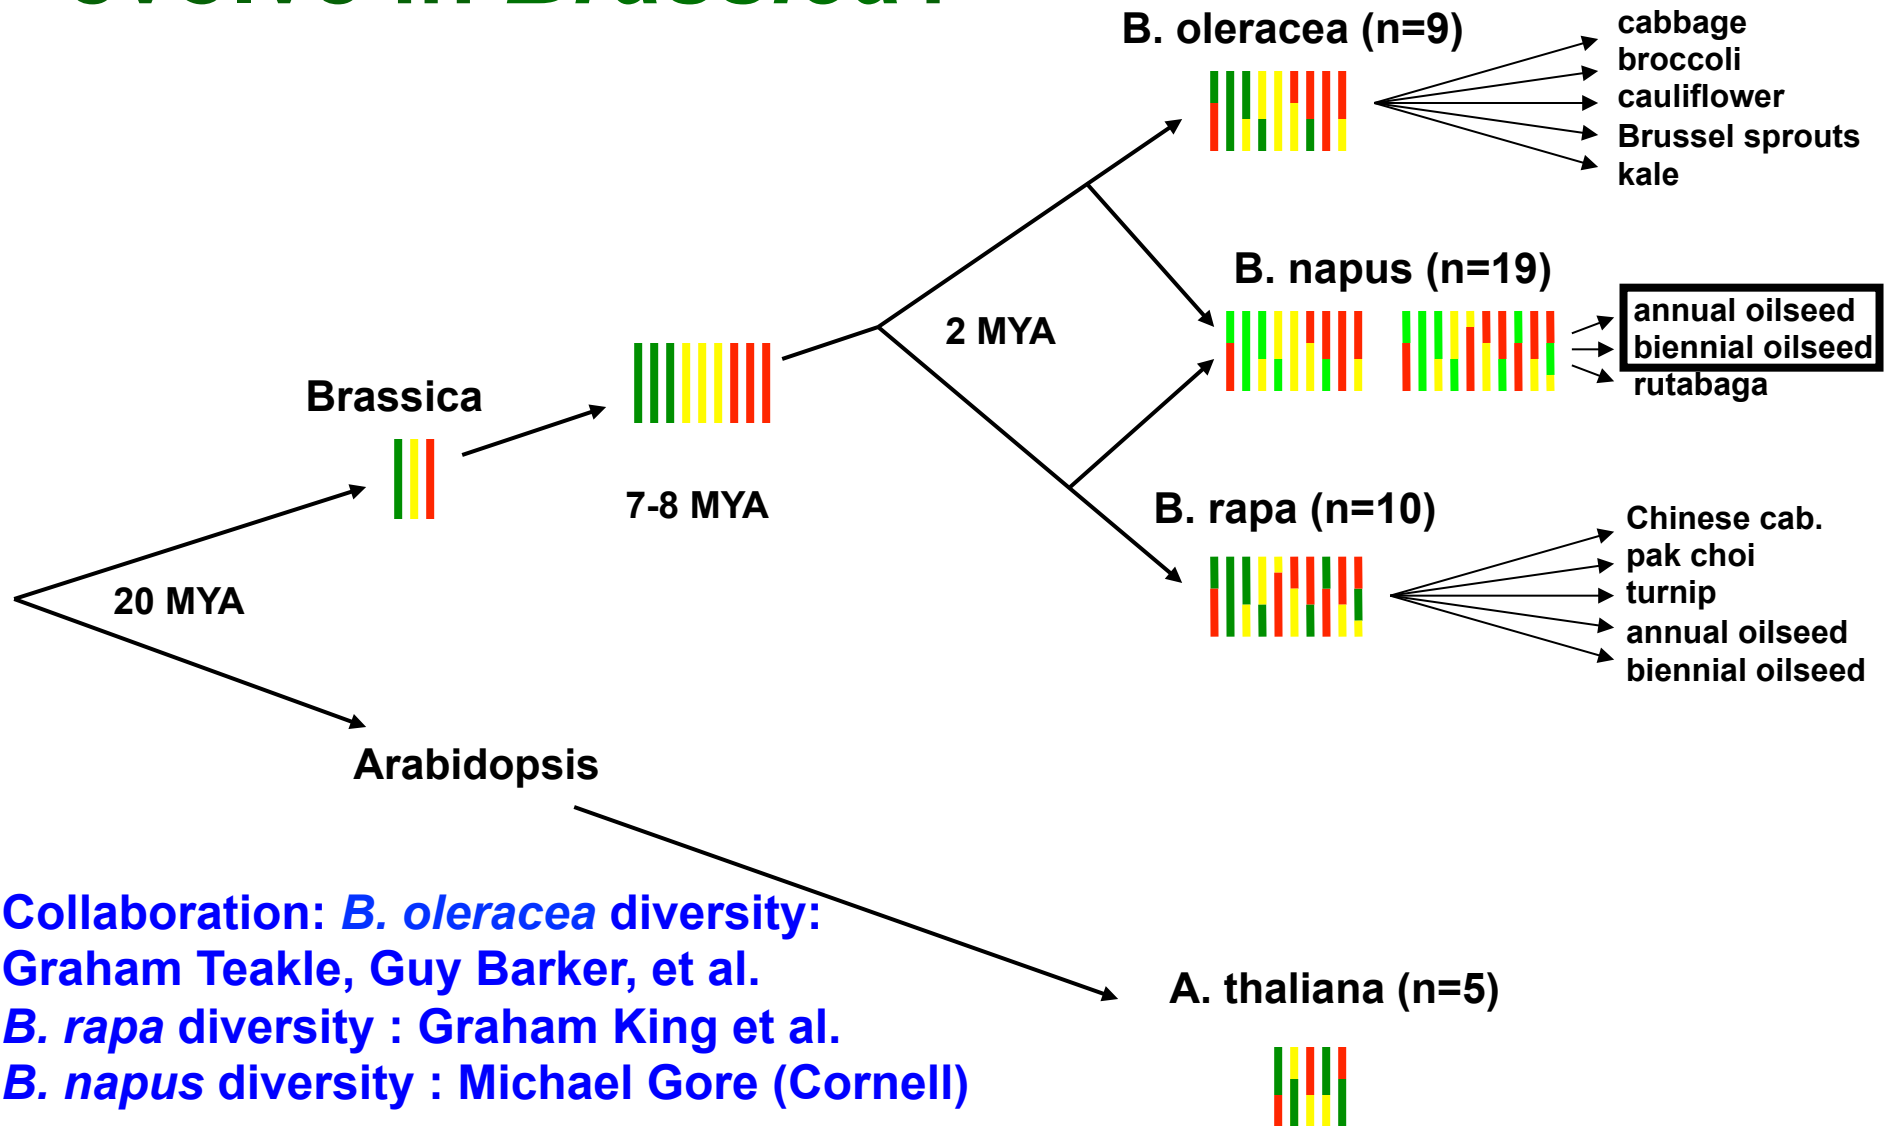 evolve in Brassica?
B. oleracea (n=9)
cabbage
broccoli
cauliflower
Brussel sprouts
kale
B. napus (n=19)
annual oilseed
biennial oilseed
rutabaga
2 MYA
Brassica
7-8 MYA
B. rapa (n=10)
Chinese cab.
pak choi
turnip
annual oilseed
biennial oilseed
20 MYA
Arabidopsis
Collaboration: B. oleracea diversity:
Graham Teakle, Guy Barker, et al.
B. rapa diversity : Graham King et al.
B. napus diversity : Michael Gore (Cornell)
A. thaliana (n=5)